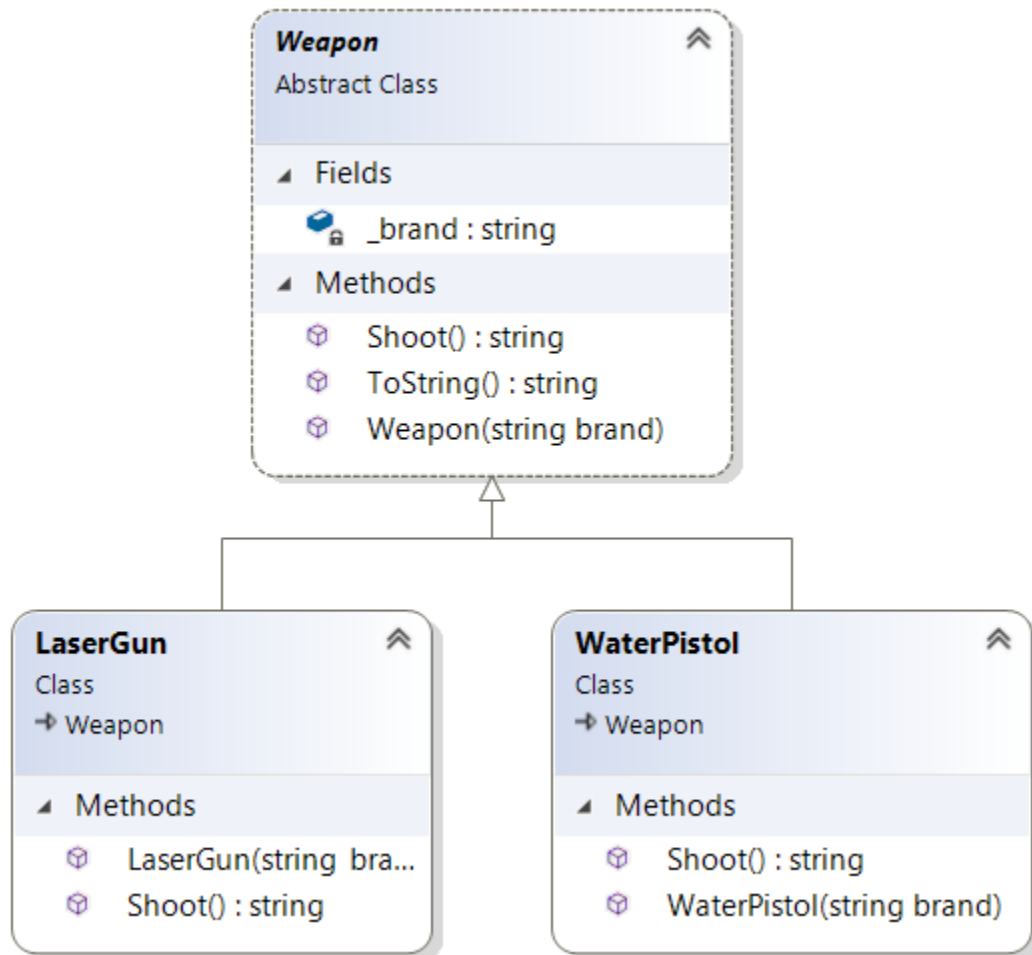 Weapon
Abstract Class
Fields
_brand : string
Methods
Shoot() : string
ToString() : string
Weapon(string brand)
LaserGun
Class
Weapon
Methods
LaserGun(string bra...
Shoot() : string
WaterPistol
Class
Weapon
Methods
Shoot() : string
WaterPistol(string brand)